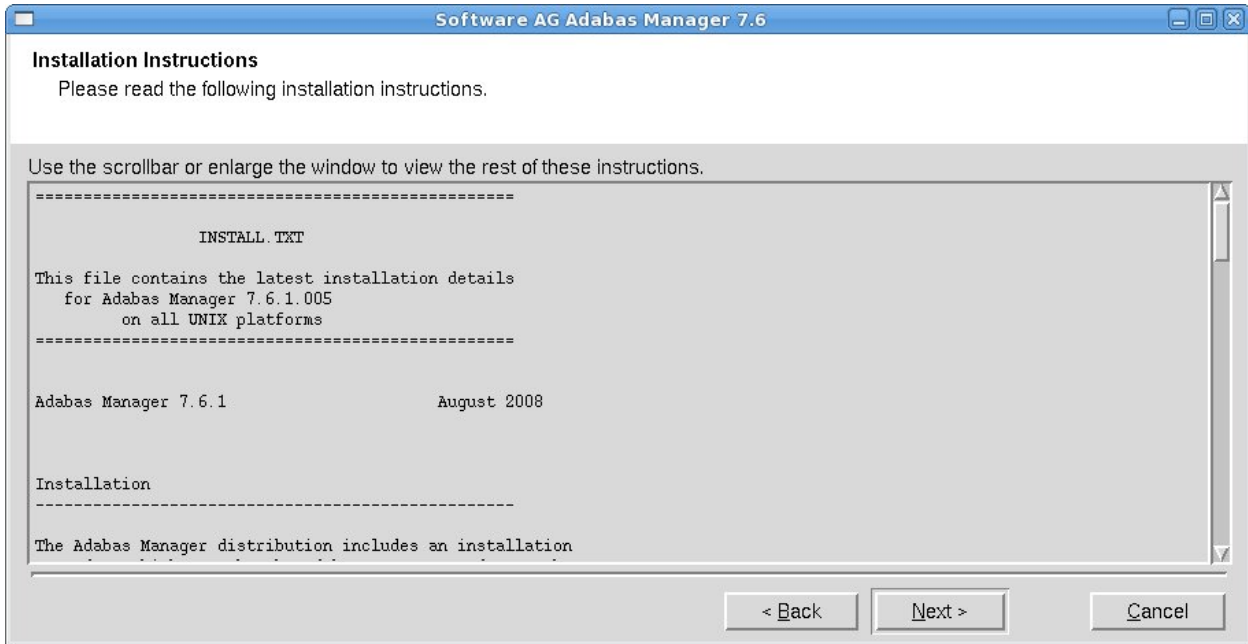 Software AG Adabas Manager 7.6
Installation Instructions
Please read the following installation instructions.
Use the scrollbar or enlarge the window to view the rest of these instructions.
==================================================
INSTALL.TXT
This file contains the latest installation details
for Adabas Manager 7.6.1.005
on all UNIX platforms
==================================================
Adabas Manager 7.6.1 August 2008
Installation
--------------------------------------------------
The Adabas Manager distribution includes an installation
< Back Next > Cancel